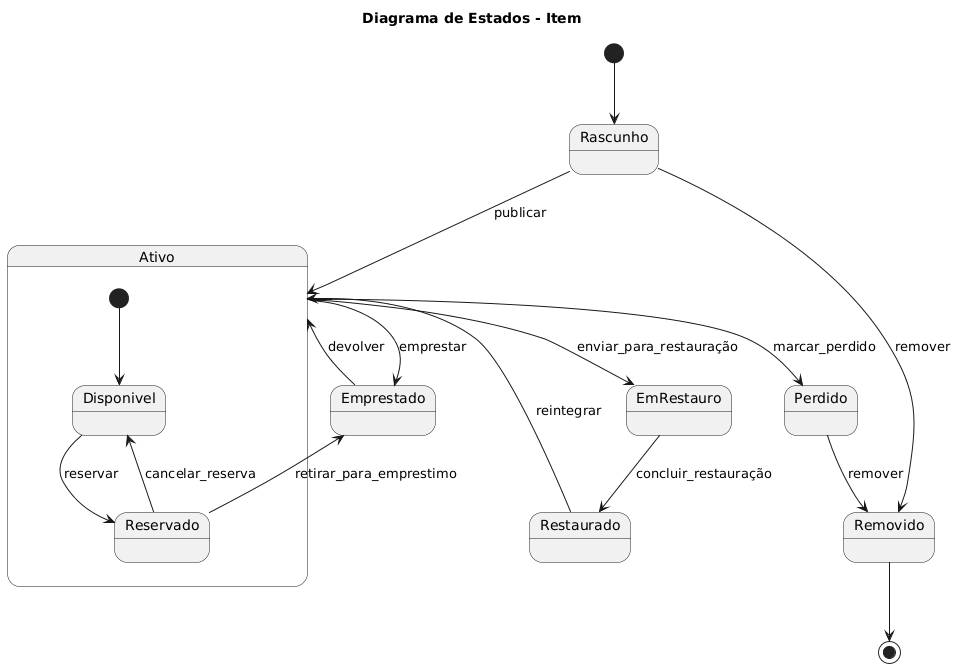 Diagrama de Estados - Item
Rascunho
publicar
Ativo
devolver
emprestar
enviar_para_restauração
marcar_perdido
remover
Disponivel
Emprestado
EmRestauro
Perdido
reintegrar
reservar
cancelar_reserva
retirar_para_emprestimo
concluir_restauração
remover
Reservado
Restaurado
Removido